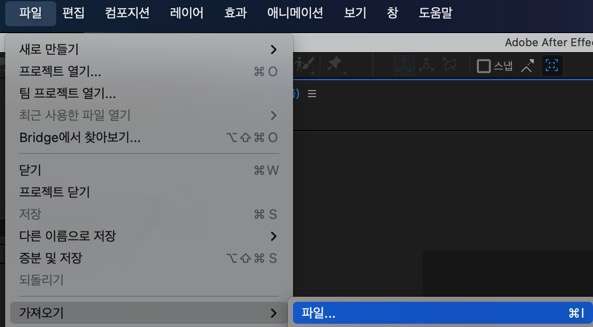 파일 편집 컴포지션 레이어 효과 애니메이션 보기 창 도움말
Adobe After Effe
새로 만들기 >
프로젝트 열기... ⌘ O
스냅
팀 프로젝트 열기...
최근 사용한 파일 열기 >
Bridge에서 찾아보기... ⌥⇧⌘ O
닫기 ⌘ W
프로젝트 닫기
저장 ⌘ S
다른 이름으로 저장 >
증분 및 저장 ⌥⇧⌘ S
되돌리기
가져오기 >
파일... ⌘ I